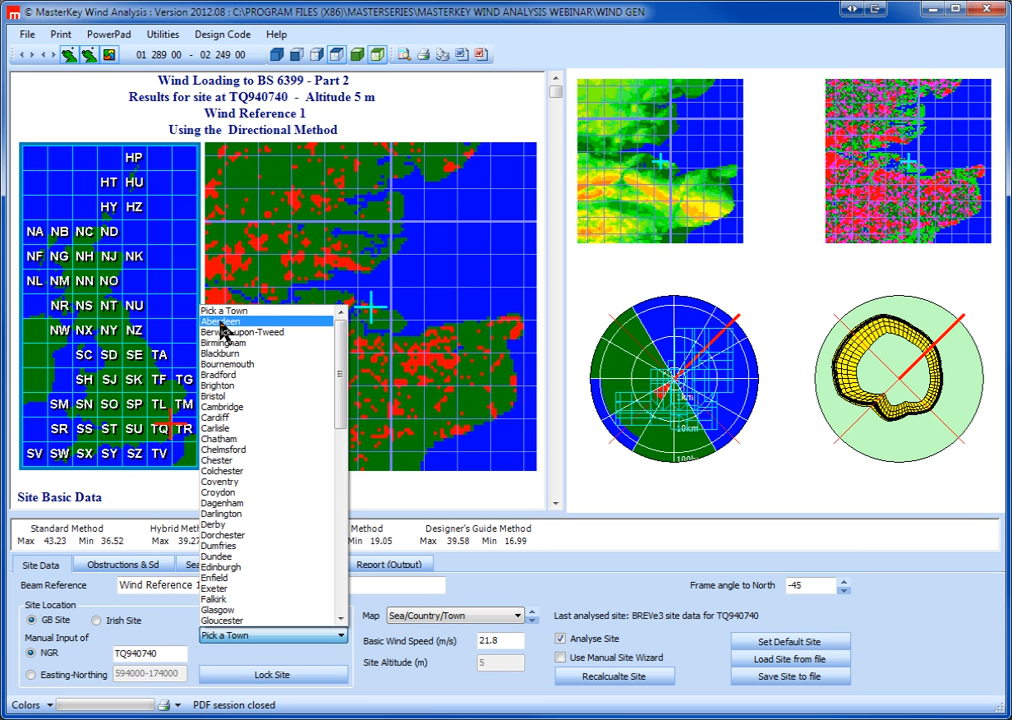 © MasterKey Wind Analysis : Version 2012.08 : C:\PROGRAM FILES (X86)\MASTERSERIES\MASTERKEY WIND ANALYSIS WEBINAR\WIND GEN
File Print PowerPad Utilities Design Code Help
01 289 00 - 02 249 00
Wind Loading to BS 6399 - Part 2
Results for site at TQ940740 - Altitude 5 m
Wind Reference 1
Using the Directional Method
HP
HT HU
HY HZ
NA NB NC ND
NF NG NH NJ NK
NL NM NN NO
NR NS NT NU
NW NX NY NZ
SC SD SE TA
SH SJ SK TF TG
SM SN SO SP TL TM
SR SS ST SU TQ TR
SV SW SX SY SZ TV
Pick a Town
Aberdeen
Birmingham
Blackburn
Bournemouth
Bradford
Brighton
Bristol
Cambridge
Cardiff
Carlisle
Chatham
Chelmsford
Chester
Colchester
Coventry
Croydon
Dagenham
Darlington
Derby
Dorchester
Dumfries
Dundee
Edinburgh
Enfield
Exeter
Falkirk
Glasgow
Gloucester
Pick a Town
1km
10km
Site Basic Data
Standard Method Method Designer's Guide Method
Max 43.23 Min 36.52 Max 39.27 Min 19.05 Max 39.58 Min 16.99
Site Data Obstructions & Sd Report (Output)
Beam Reference Wind Reference 1 Frame angle to North -45
Site Location
GB Site Irish Site Map Sea/Country/Town Last analysed site: BREVe3 site data for TQ940740
Manual Input of Basic Wind Speed (m/s) 21.8 Analyse Site Set Default Site
NGR TQ940740 Site Altitude (m) 5 Use Manual Site Wizard Load Site from file
Easting-Northing 594000-174000 Lock Site Recalcualte Site Save Site to file
Colors PDF session closed